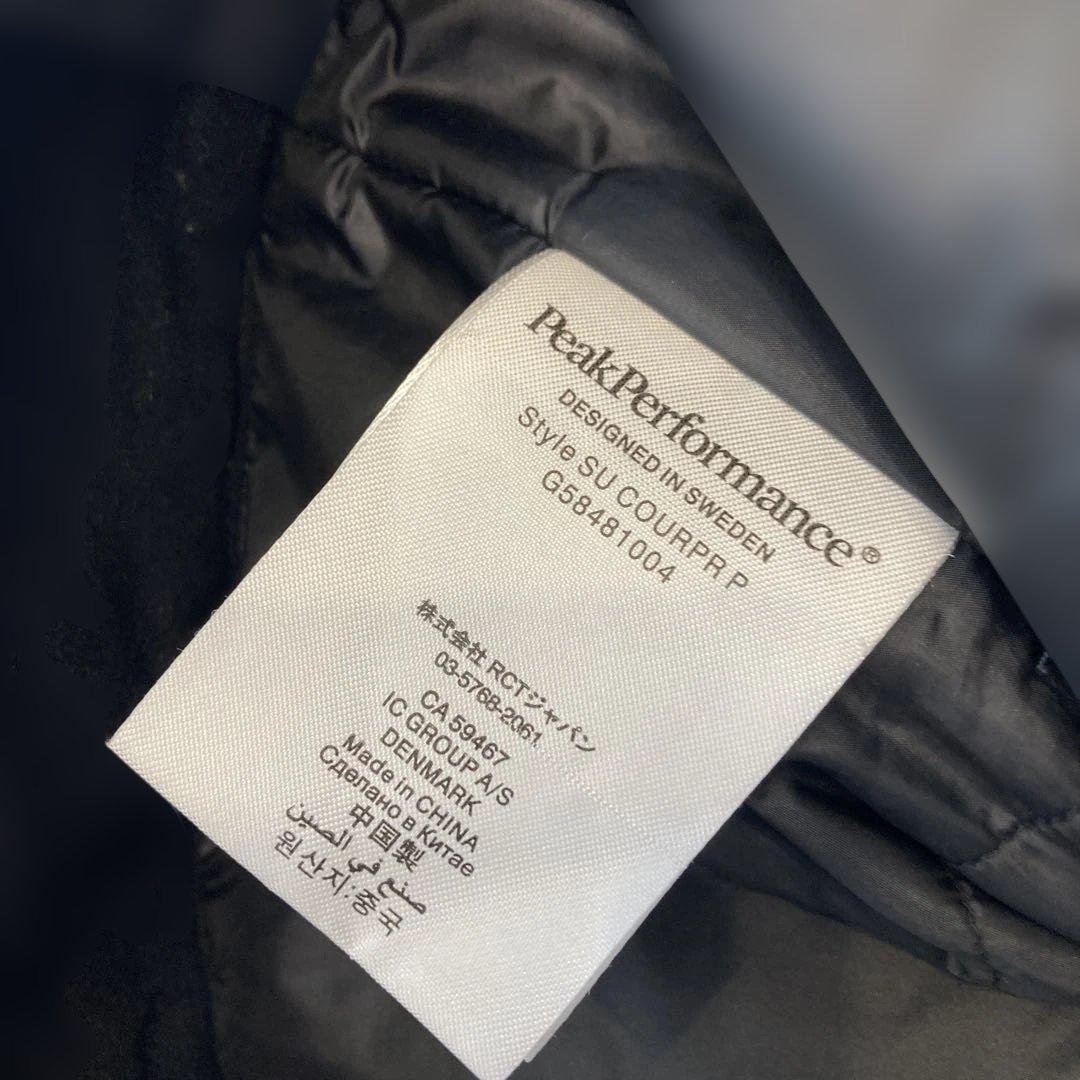 PeakPerformance®
DESIGNED IN SWEDEN
Style SU COURPR P
G58481004
株式会社 RCTジャパン
03-5768-2061
CA 59467
IC GROUP A/S
DENMARK
Made in CHINA
Сделано в Китае
中国製
صنع في الصين
원산지:중국